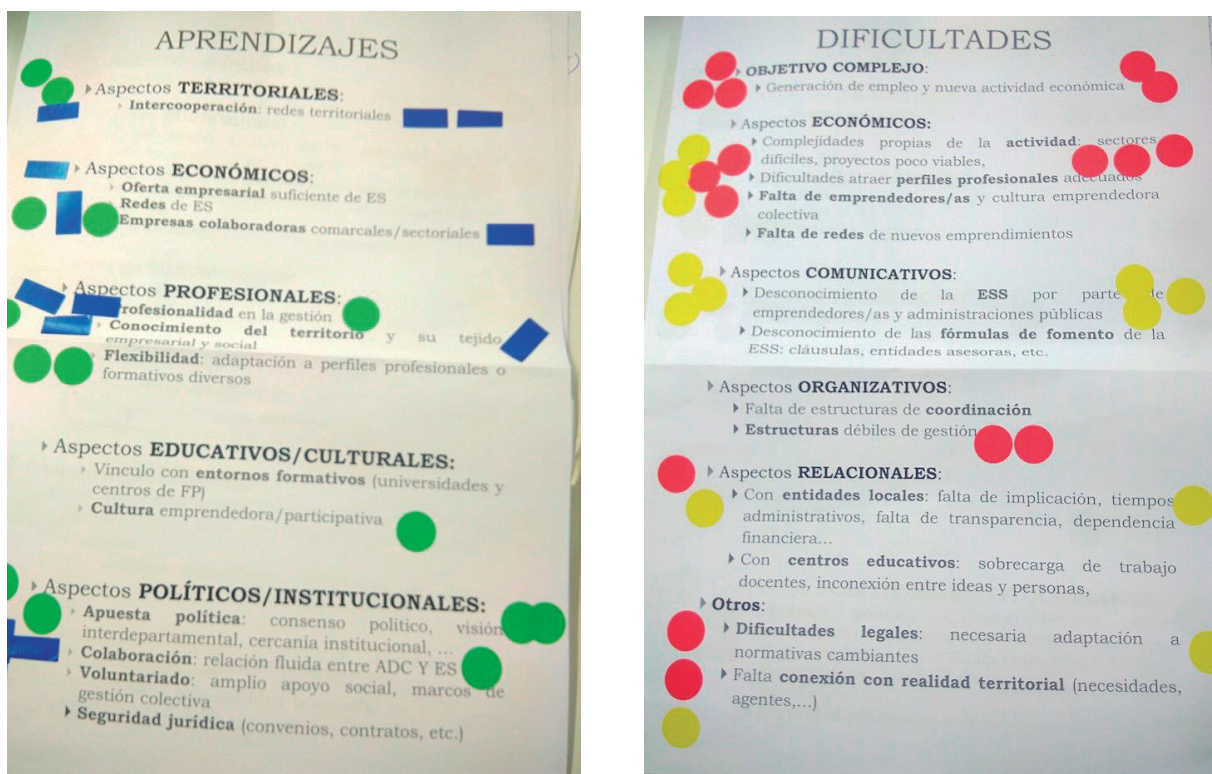 APRENDIZAJES
Aspectos TERRITORIALES:
Intercooperación: redes territoriales
Aspectos ECONÓMICOS:
Oferta empresarial suficiente de ES
Redes de ES
Empresas colaboradoras comarcales/sectoriales
Aspectos PROFESIONALES:
rofesionalidad en la gestión
Conocimiento del territorio y su tejido
empresarial y social
Flexibilidad: adaptación a perfiles profesionales o
formativos diversos
Aspectos EDUCATIVOS/CULTURALES:
Vínculo con entornos formativos (universidades y
centros de FP)
Cultura emprendedora/participativa
Aspectos POLÍTICOS/INSTITUCIONALES:
Apuesta política: consenso político, visión
interdepartamental, cercanía institucional, ...
Colaboración: relación fluida entre ADC Y ES
Voluntariado: amplio apoyo social, marcos de
gestión colectiva
Seguridad jurídica (convenios, contratos, etc.)
DIFICULTADES
OBJETIVO COMPLEJO:
Generación de empleo y nueva actividad económica
Aspectos ECONÓMICOS:
Complejidades propias de la actividad: sectores
difíciles, proyectos poco viables,
Dificultades atraer perfiles profesionales adecuados
Falta de emprendedores/as y cultura emprendedora
colectiva
Falta de redes de nuevos emprendimientos
Aspectos COMUNICATIVOS:
Desconocimiento de la ESS por parte de
emprendedores/as y administraciones públicas
Desconocimiento de las fórmulas de fomento de la
ESS: cláusulas, entidades asesoras, etc.
Aspectos ORGANIZATIVOS:
Falta de estructuras de coordinación
Estructuras débiles de gestión
Aspectos RELACIONALES:
Con entidades locales: falta de implicación, tiempos
administrativos, falta de transparencia, dependencia
financiera...
Con centros educativos: sobrecarga de trabajo
docentes, inconexión entre ideas y personas,
Otros:
Dificultades legales: necesaria adaptación a
normativas cambiantes
Falta conexión con realidad territorial (necesidades,
agentes,...)